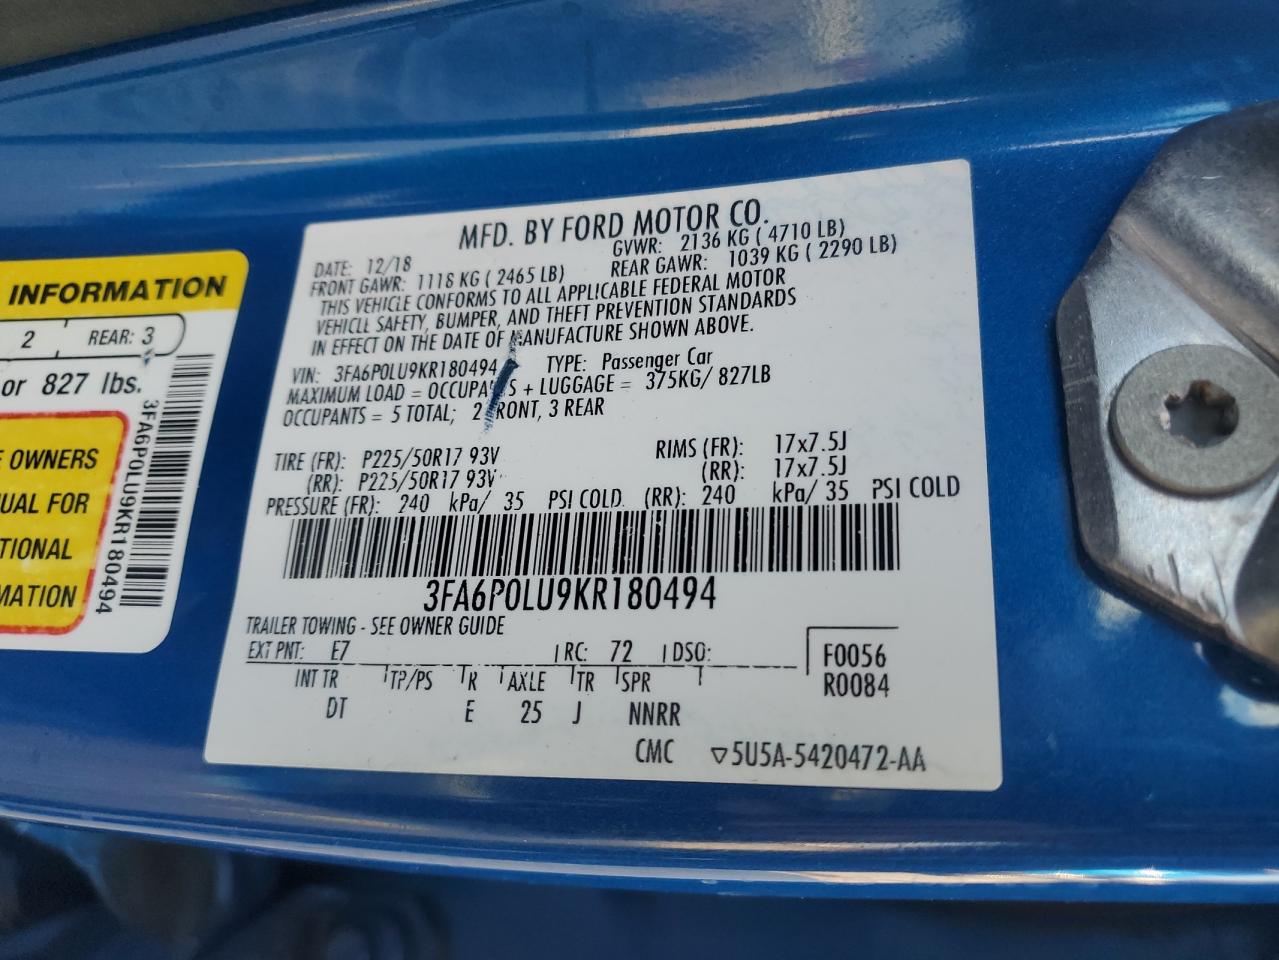 INFORMATION
2 REAR: 3
or 827 lbs.
OWNERS
UAL FOR
TIONAL
MATION
3FA6P0LU9KR180494
MFD. BY FORD MOTOR CO.
DATE: 12/18 GVWR: 2136 KG ( 4710 LB)
FRONT GAWR: 1118 KG ( 2465 LB) REAR GAWR: 1039 KG ( 2290 LB)
THIS VEHICLE CONFORMS TO ALL APPLICABLE FEDERAL MOTOR
VEHICLE SAFETY, BUMPER, AND THEFT PREVENTION STANDARDS
IN EFFECT ON THE DATE OF MANUFACTURE SHOWN ABOVE.
VIN: 3FA6P0LU9KR180494 TYPE: Passenger Car
MAXIMUM LOAD = OCCUPANTS + LUGGAGE = 375KG/ 827LB
OCCUPANTS = 5 TOTAL; 2 FRONT, 3 REAR
TIRE (FR): P225/50R17 93V RIMS (FR): 17x7.5J
(RR): P225/50R17 93V (RR): 17x7.5J
PRESSURE (FR): 240 kPa/ 35 PSI COLD (RR): 240 kPa/ 35 PSI COLD
3FA6P0LU9KR180494
TRAILER TOWING - SEE OWNER GUIDE
EXT PNT: E7 RC: 72 DSO: F0056
INT TR TP/PS R AXLE TR SPR R0084
DT E 25 J NNRR
CMC ▽5U5A-5420472-AA